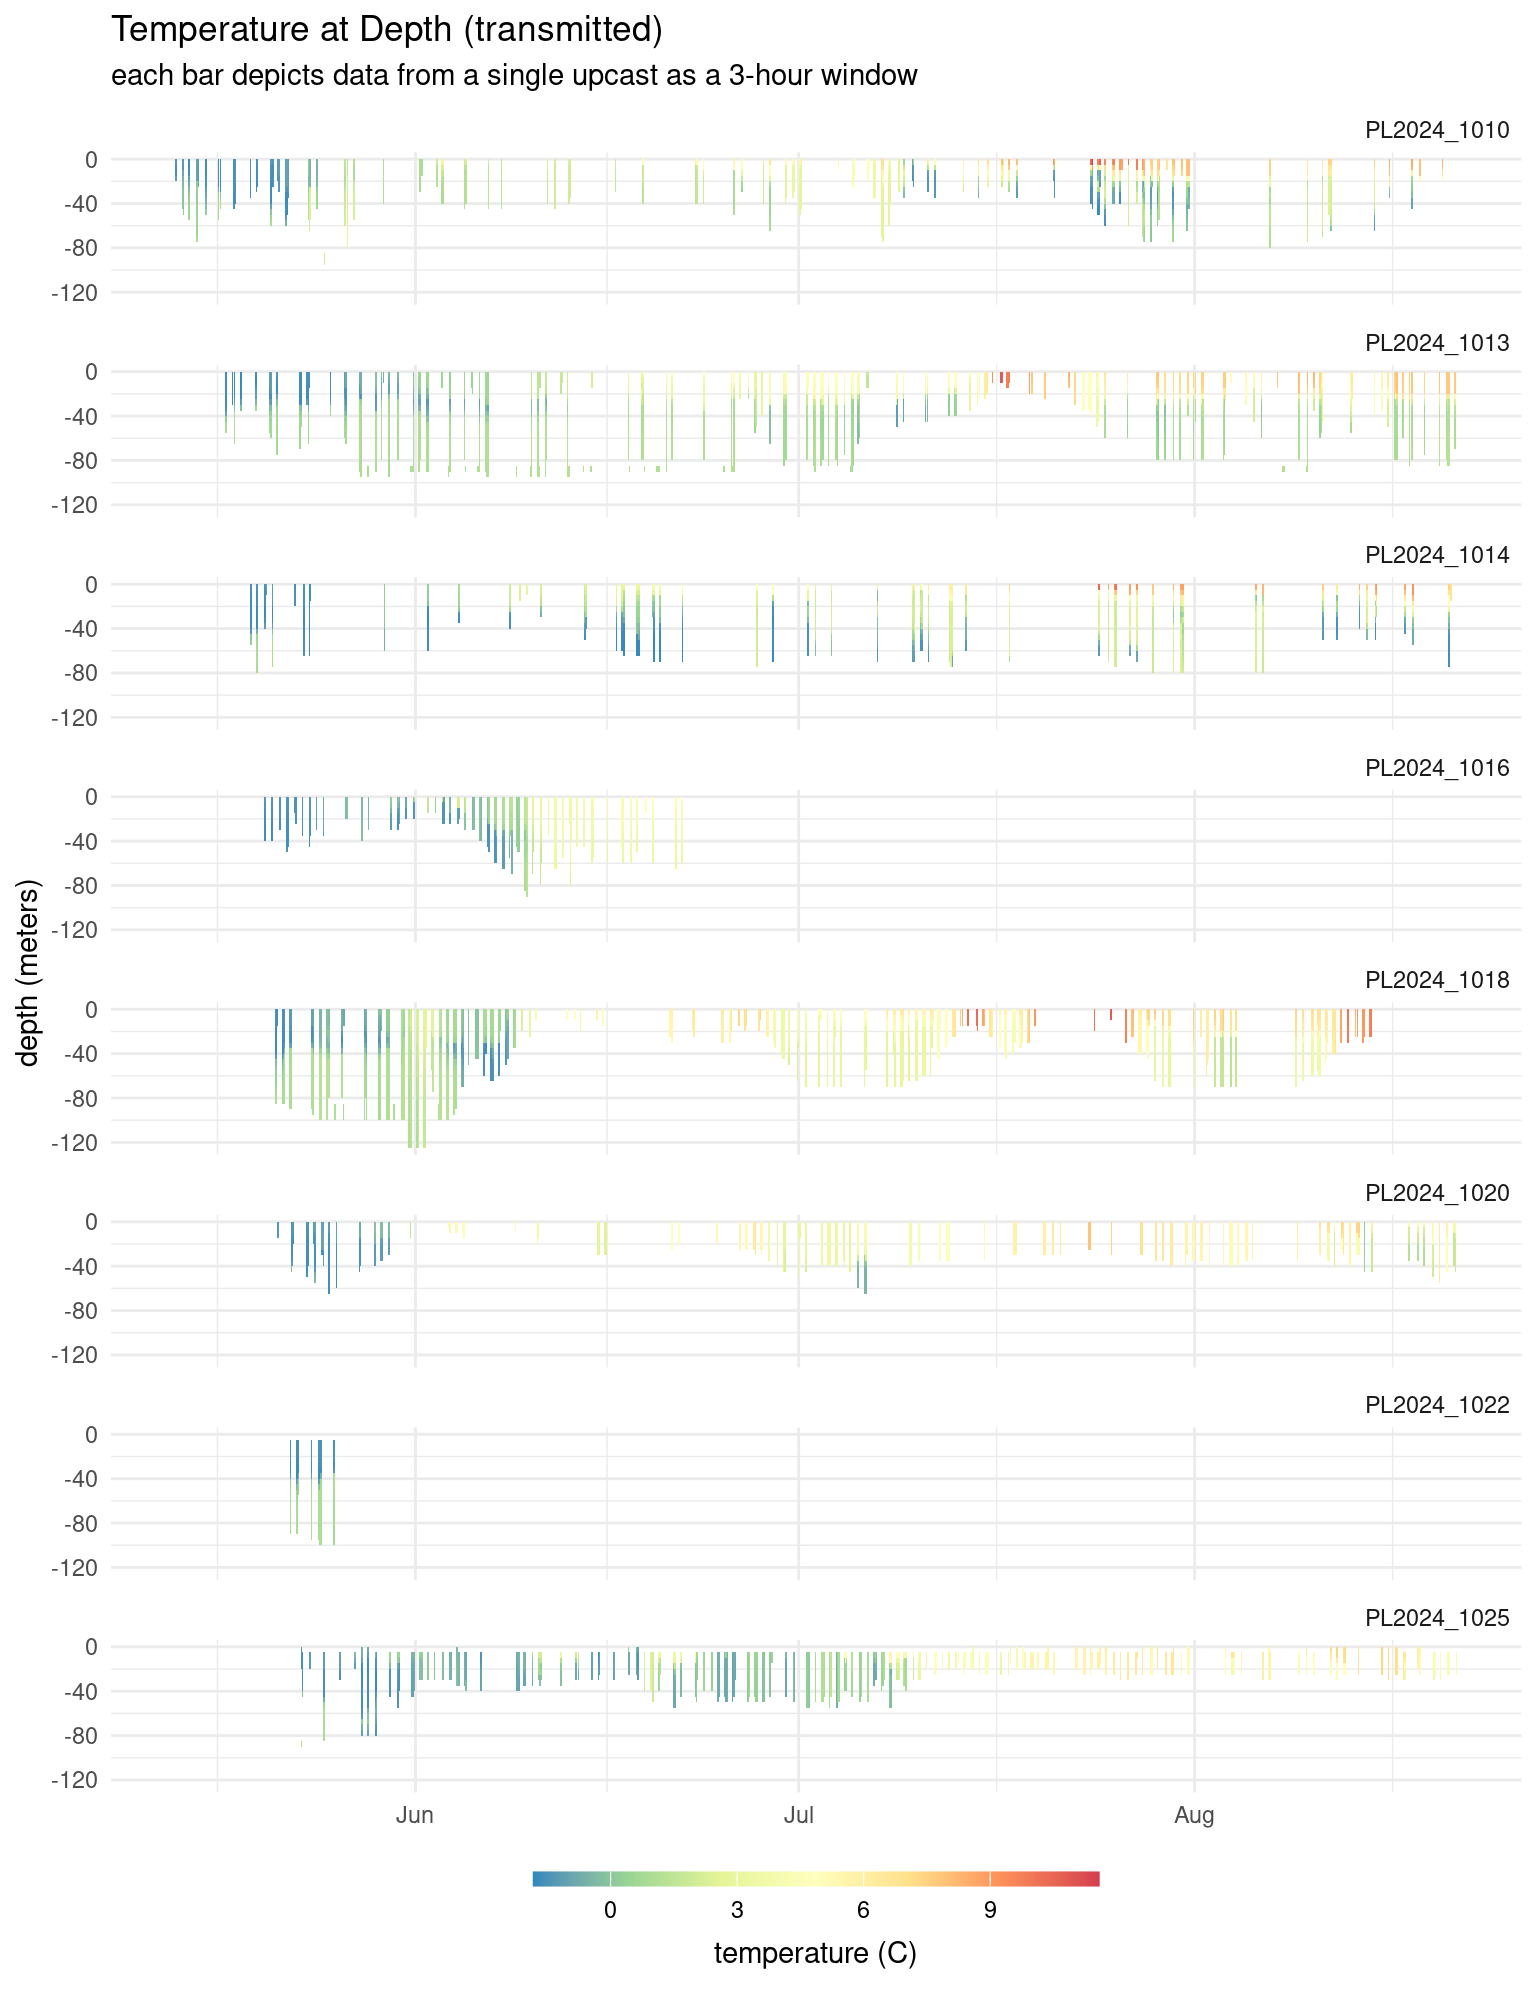 Temperature at Depth (transmitted)
each bar depicts data from a single upcast as a 3-hour window
PL2024_1010
0
-40
-80
-120
PL2024_1013
0
-40
-80
-120
PL2024_1014
0
-40
-80
-120
PL2024_1016
0
-40
-80
-120
depth (meters)
PL2024_1018
0
-40
-80
-120
PL2024_1020
0
-40
-80
-120
PL2024_1022
0
-40
-80
-120
PL2024_1025
0
-40
-80
-120
Jun Jul Aug
0 3 6 9
temperature (C)